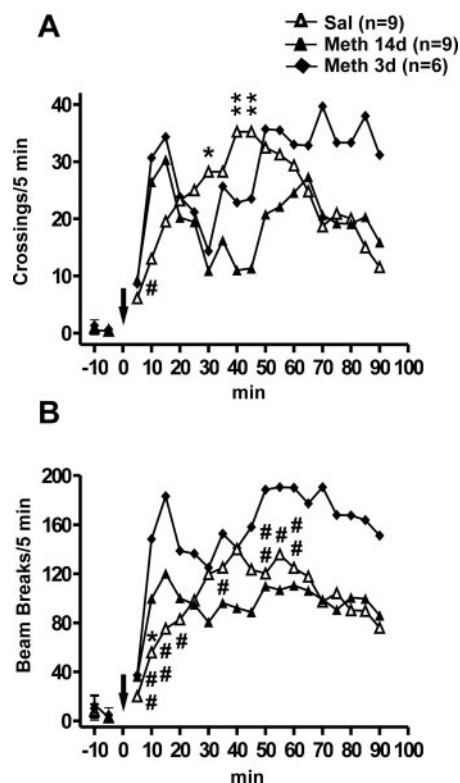 A
Sal (n=9)
Meth 14d (n=9)
Meth 3d (n=6)
Crossings/5 min
40
30
20
10
0
*
**
**
#
-10 0 10 20 30 40 50 60 70 80 90 100
min
B
Beam Breaks/5 min
200
160
120
80
40
0
*
##
##
#
#
##
#
##
-10 0 10 20 30 40 50 60 70 80 90 100
min